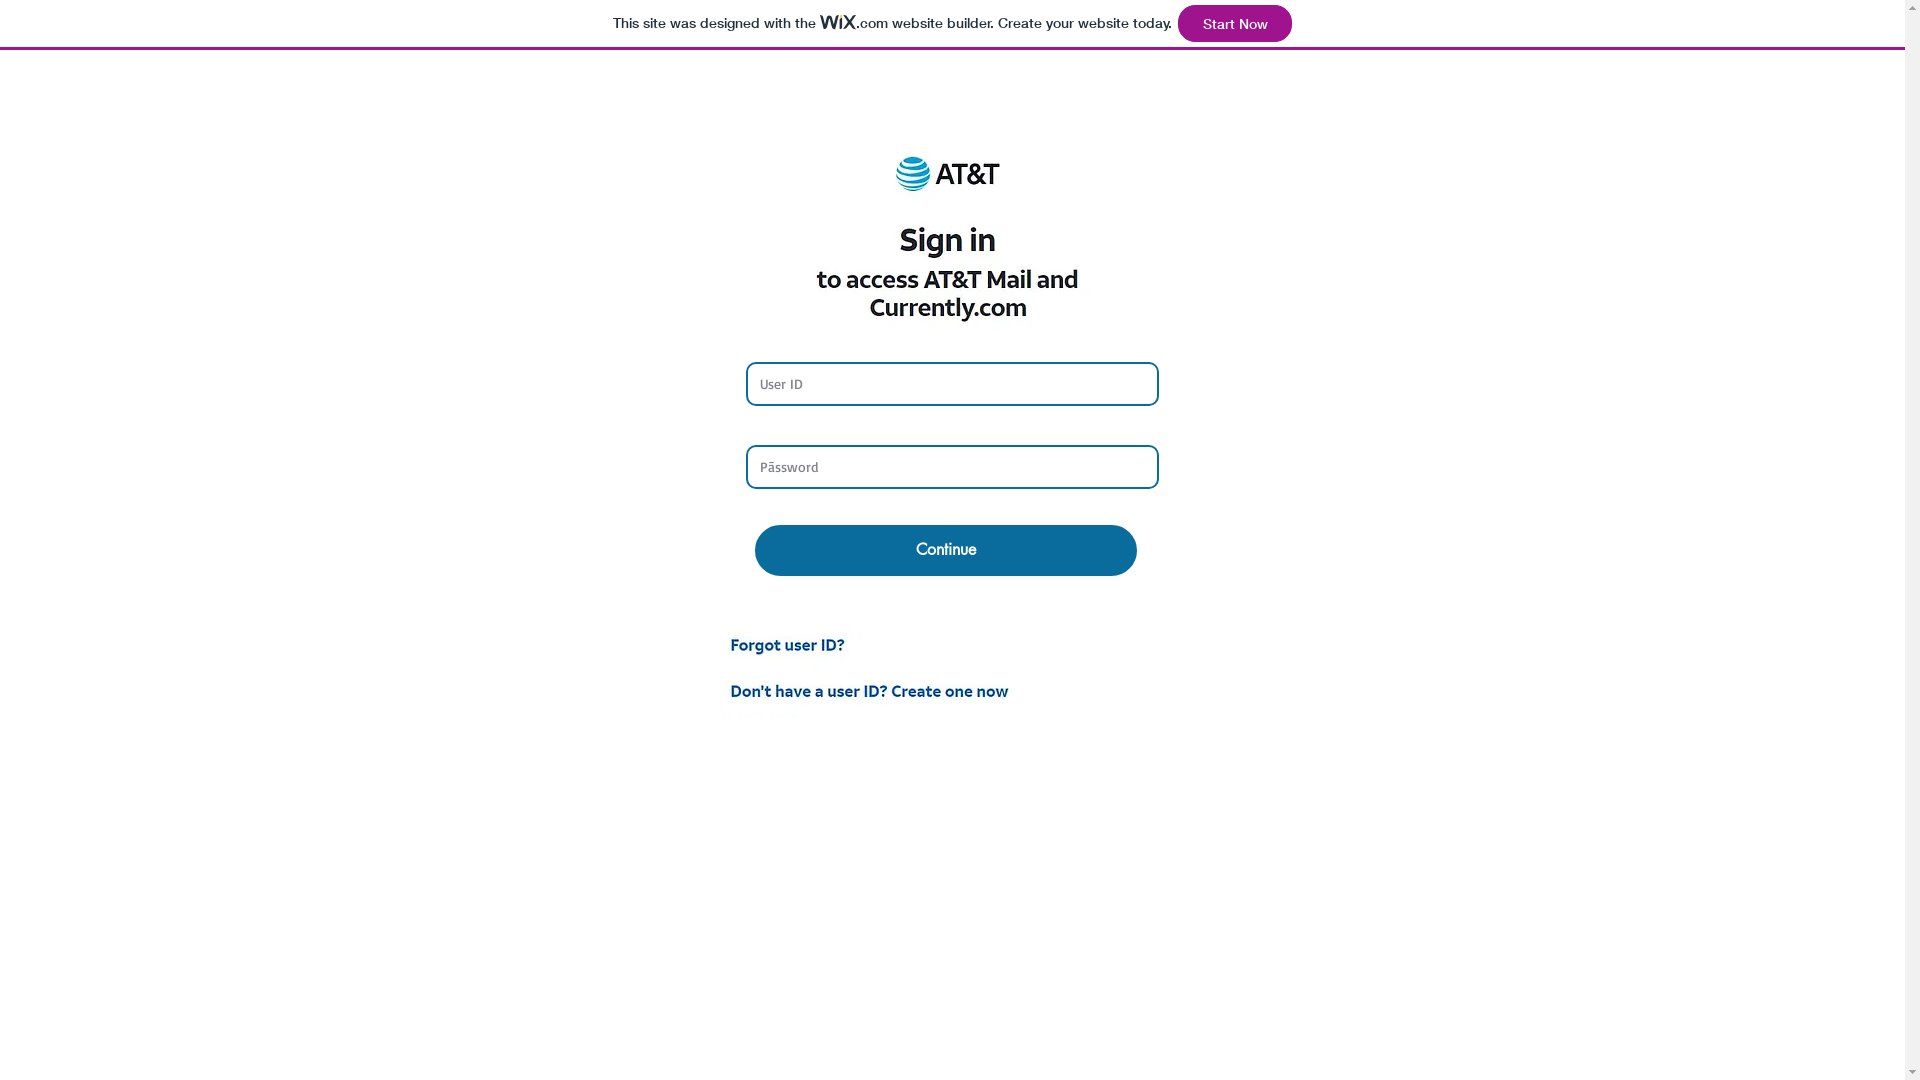 This site was designed with the WiX.com website builder. Create your website today.
Start Now
AT&T
Sign in
to access AT&T Mail and
Currently.com
User ID
Pāssword
Continue
Forgot user ID?
Don't have a user ID? Create one now